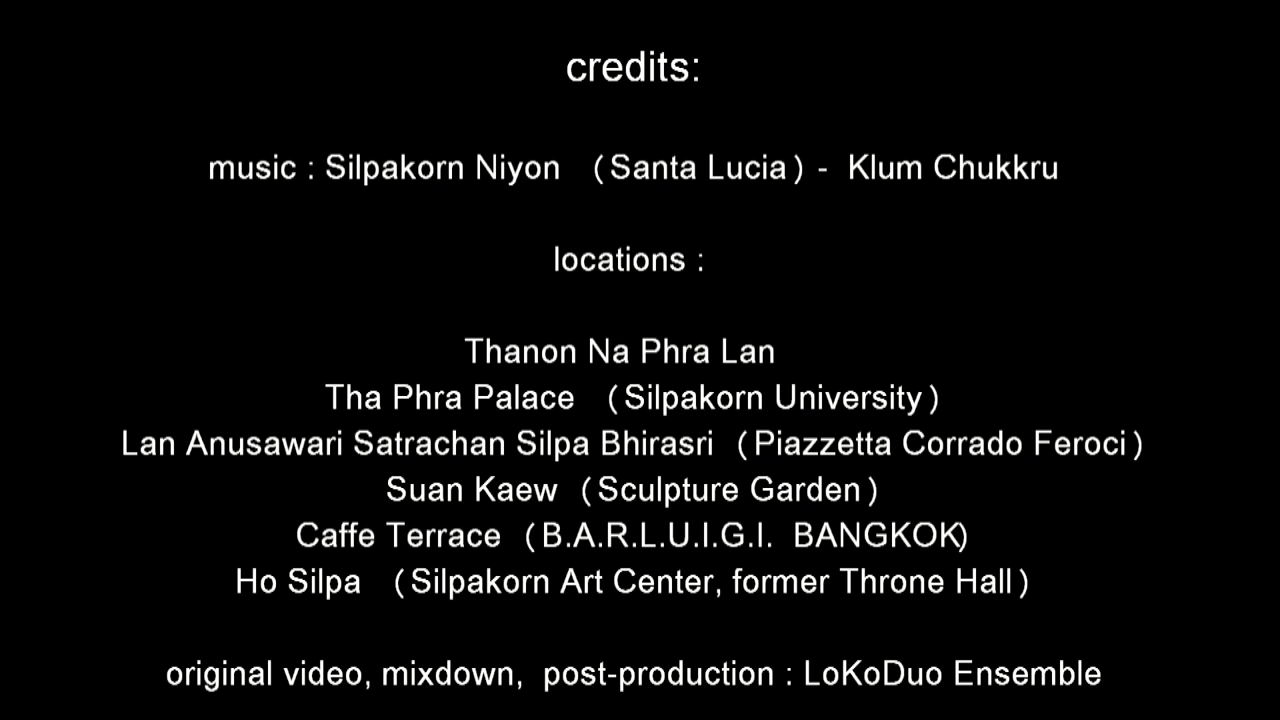 credits:
music : Silpakorn Niyon (Santa Lucia) - Klum Chukkru
locations :
Thanon Na Phra Lan
Tha Phra Palace (Silpakorn University)
Lan Anusawari Satrachan Silpa Bhirasri (Piazzetta Corrado Feroci)
Suan Kaew (Sculpture Garden)
Caffe Terrace (B.A.R.L.U.I.G.I. BANGKOK)
Ho Silpa (Silpakorn Art Center, former Throne Hall)
original video, mixdown, post-production : LoKoDuo Ensemble